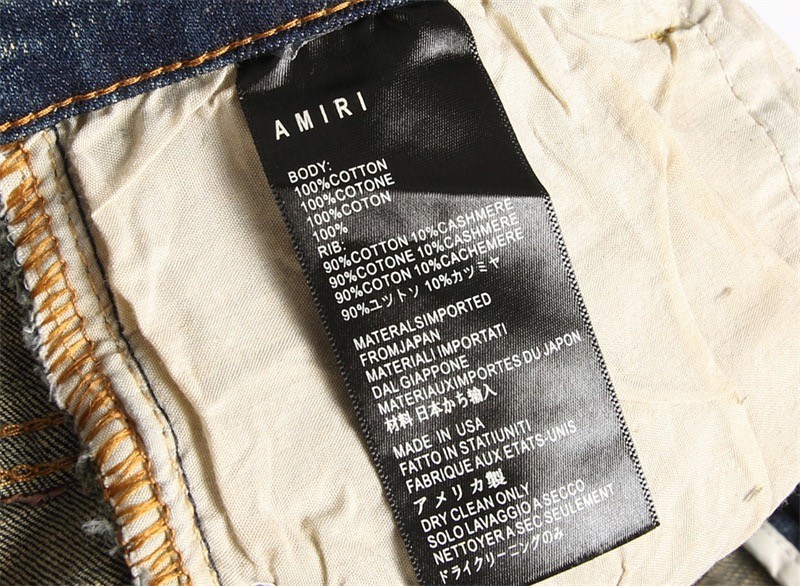 AMIRI
BODY:
100%COTTON
100%COTONE
100%COTON
100%
RIB:
90%COTTON 10%CASHMERE
90%COTONE 10%CASHMERE
90%COTON 10%CACHEMERE
90%ユットソ 10%カツミヤ
MATERALSIMPORTED
FROMJAPAN
MATERIALI IMPORTATI
DAL GIAPPONE
MATERIAUXIMPORTES DU JAPON
材料 日本から輸入
MADE IN USA
FATTO IN STATIUNITI
FABRIQUE AUX ETATS-UNIS
アメリカ製
DRY CLEAN ONLY
SOLO LAVAGGIO A SECCO
NETTOYER A SEC SEULEMENT
ドライクリーニングのみ